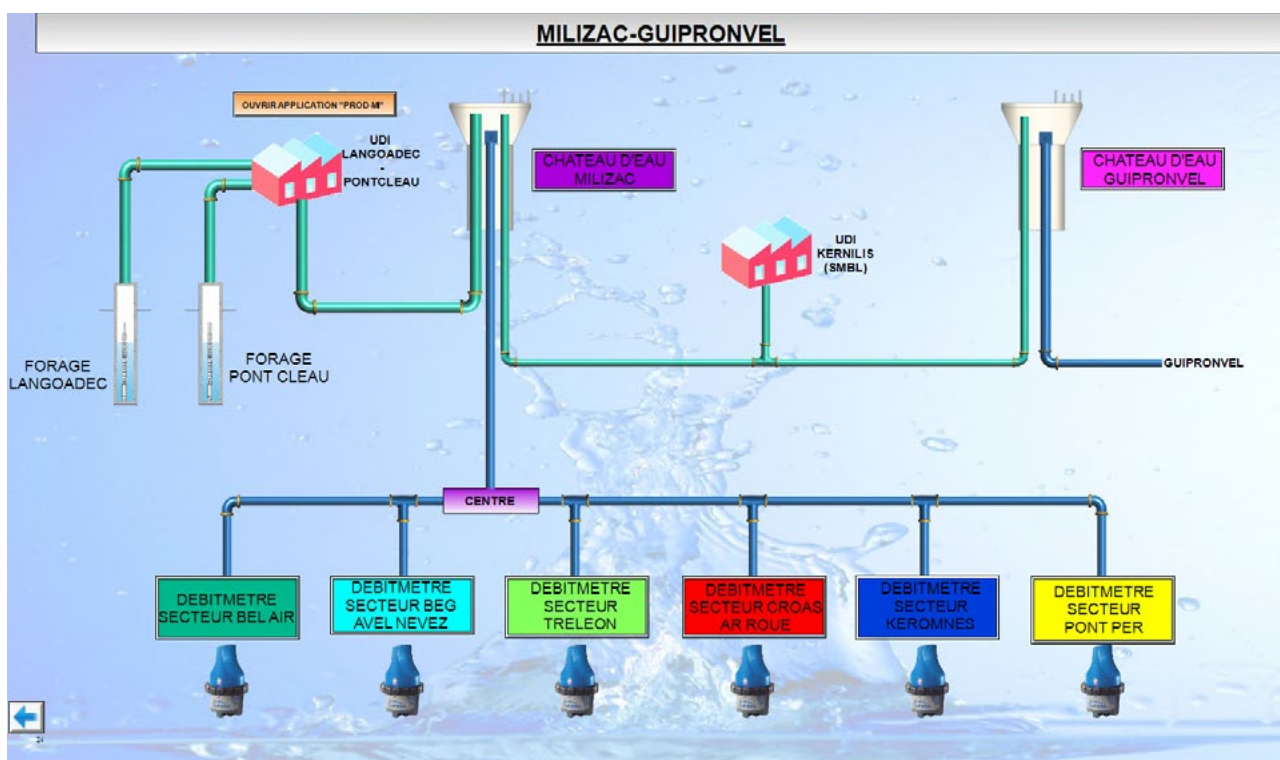 MILIZAC-GUIPRONVEL
OUVRIR APPLICATION "PROD-MI"
UDI
LANGOADEC
-
PONTCLEAU
CHATEAU D'EAU
MILIZAC
CHATEAU D'EAU
GUIPRONVEL
UDI
KERNILIS
(SMBL)
FORAGE
LANGOADEC
FORAGE
PONT CLEAU
GUIPRONVEL
CENTRE
DEBITMETRE
SECTEUR BEL AIR
DEBITMETRE
SECTEUR BEG
AVEL NEVEZ
DEBITMETRE
SECTEUR
TRELEON
DEBITMETRE
SECTEUR CROAS
AR ROUE
DEBITMETRE
SECTEUR
KEROMNES
DEBITMETRE
SECTEUR
PONT PER